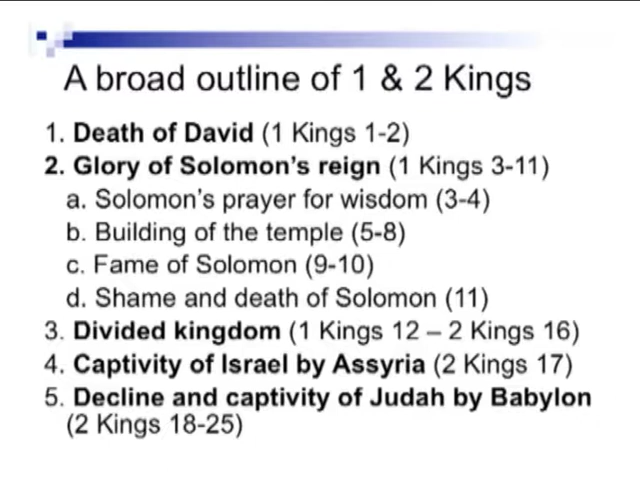 A broad outline of 1 & 2 Kings
1. Death of David (1 Kings 1-2)
2. Glory of Solomon's reign (1 Kings 3-11)
a. Solomon's prayer for wisdom (3-4)
b. Building of the temple (5-8)
c. Fame of Solomon (9-10)
d. Shame and death of Solomon (11)
3. Divided kingdom (1 Kings 12 – 2 Kings 16)
4. Captivity of Israel by Assyria (2 Kings 17)
5. Decline and captivity of Judah by Babylon
(2 Kings 18-25)